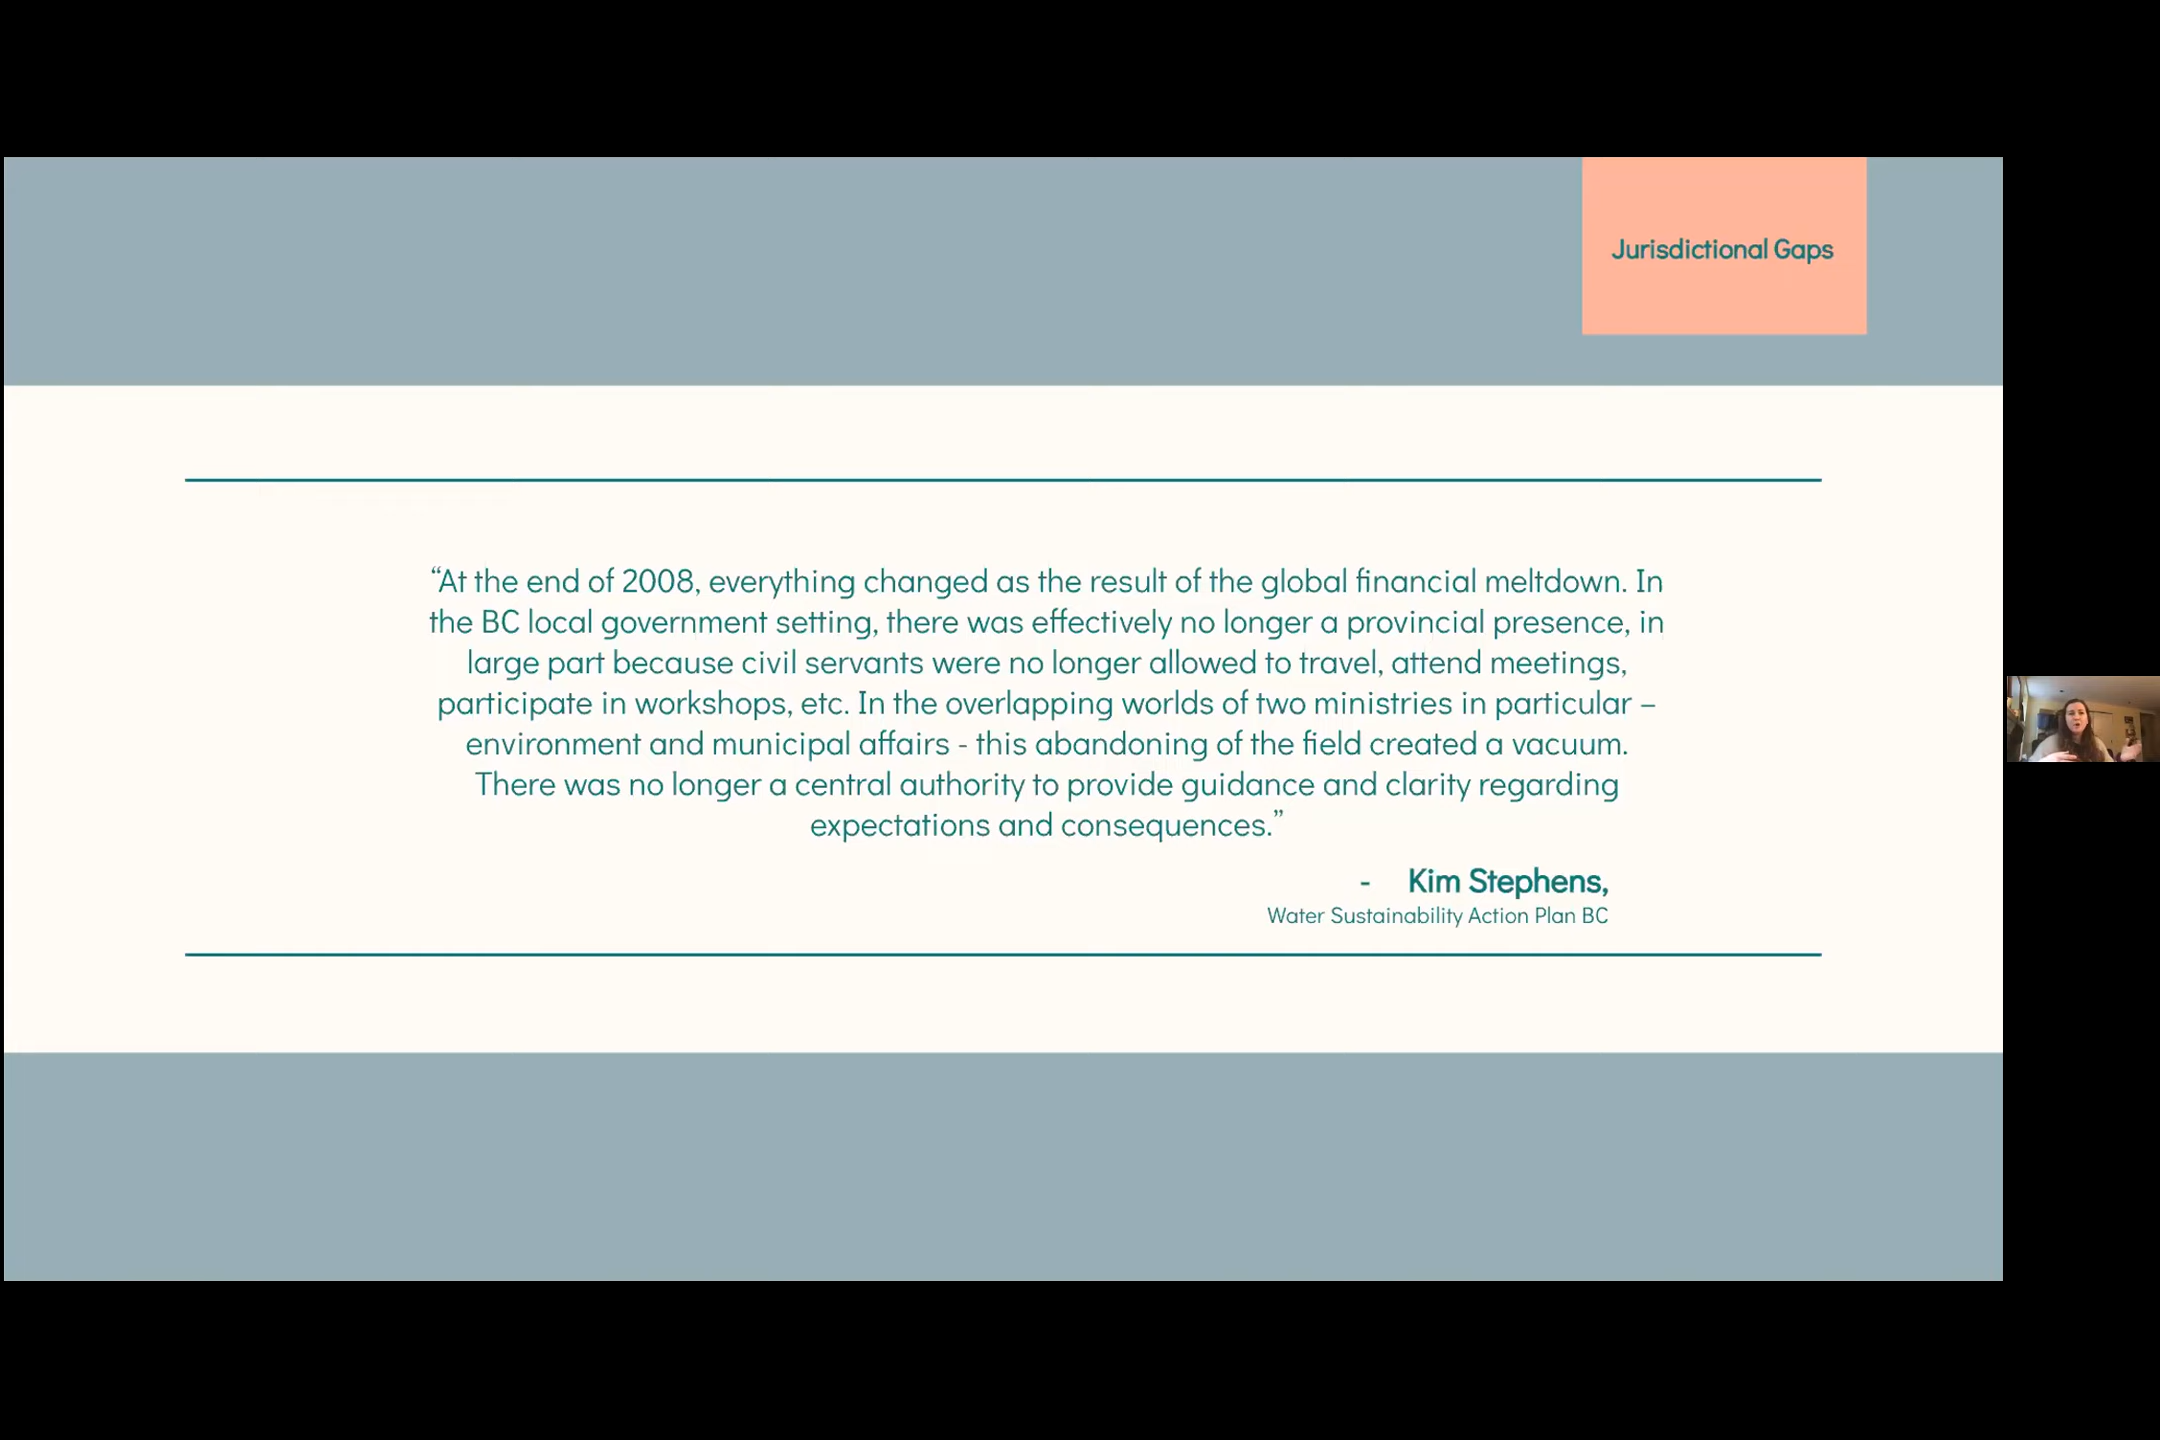 Jurisdictional Gaps
“At the end of 2008, everything changed as the result of the global financial meltdown. In
the BC local government setting, there was effectively no longer a provincial presence, in
large part because civil servants were no longer allowed to travel, attend meetings,
participate in workshops, etc. In the overlapping worlds of two ministries in particular –
environment and municipal affairs - this abandoning of the field created a vacuum.
There was no longer a central authority to provide guidance and clarity regarding
expectations and consequences.”
- Kim Stephens,
Water Sustainability Action Plan BC